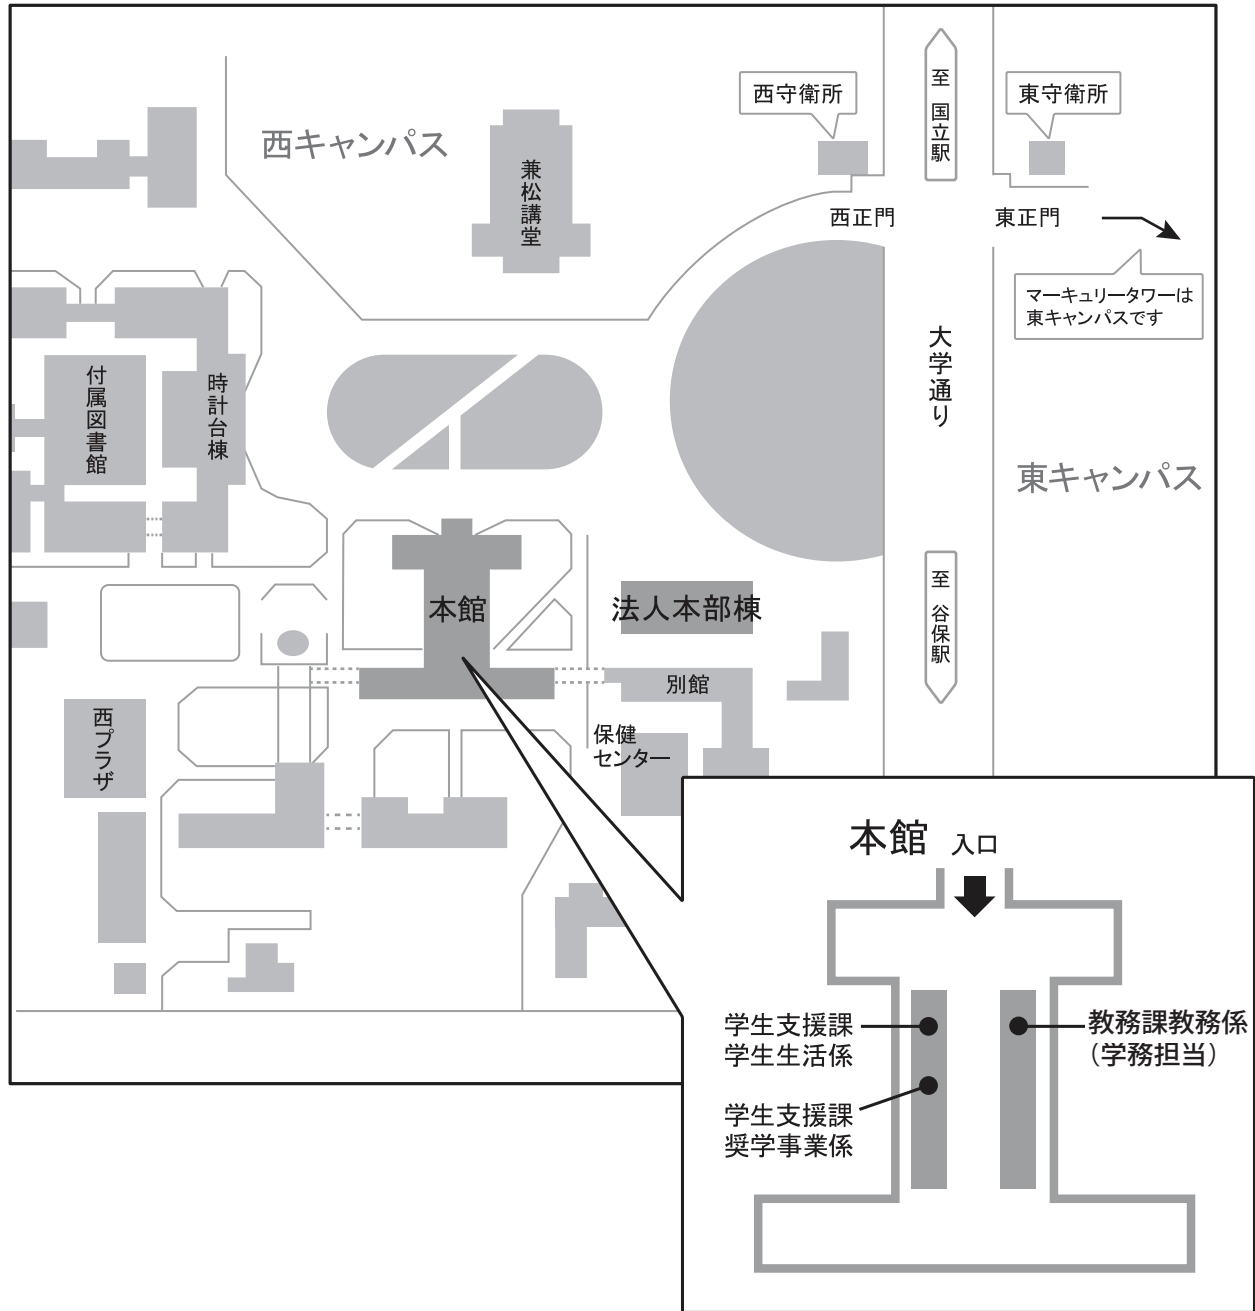 至 国立駅
西守衛所
東守衛所
西キャンパス
兼松講堂
西正門
東正門
マーキュリータワーは
東キャンパスです
大学通り
付属図書館
時計台棟
東キャンパス
至 谷保駅
本館
法人本部棟
別館
西プラザ
保健
センター
本館 入口
学生支援課
学生生活係
教務課教務係
（学務担当）
学生支援課
奨学事業係